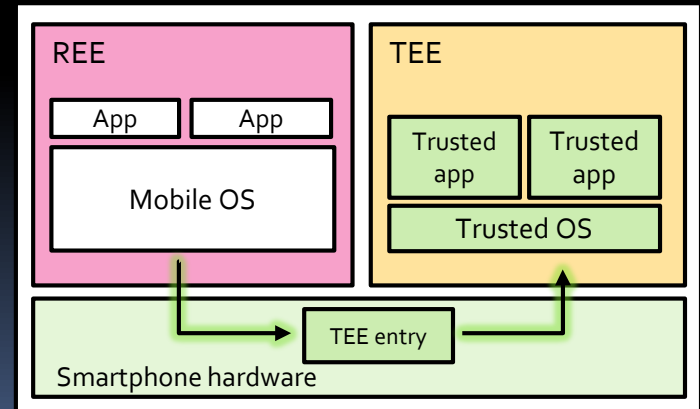 REE
App
App
Mobile OS
TEE
Trusted
app
Trusted
app
Trusted OS
TEE entry
Smartphone hardware